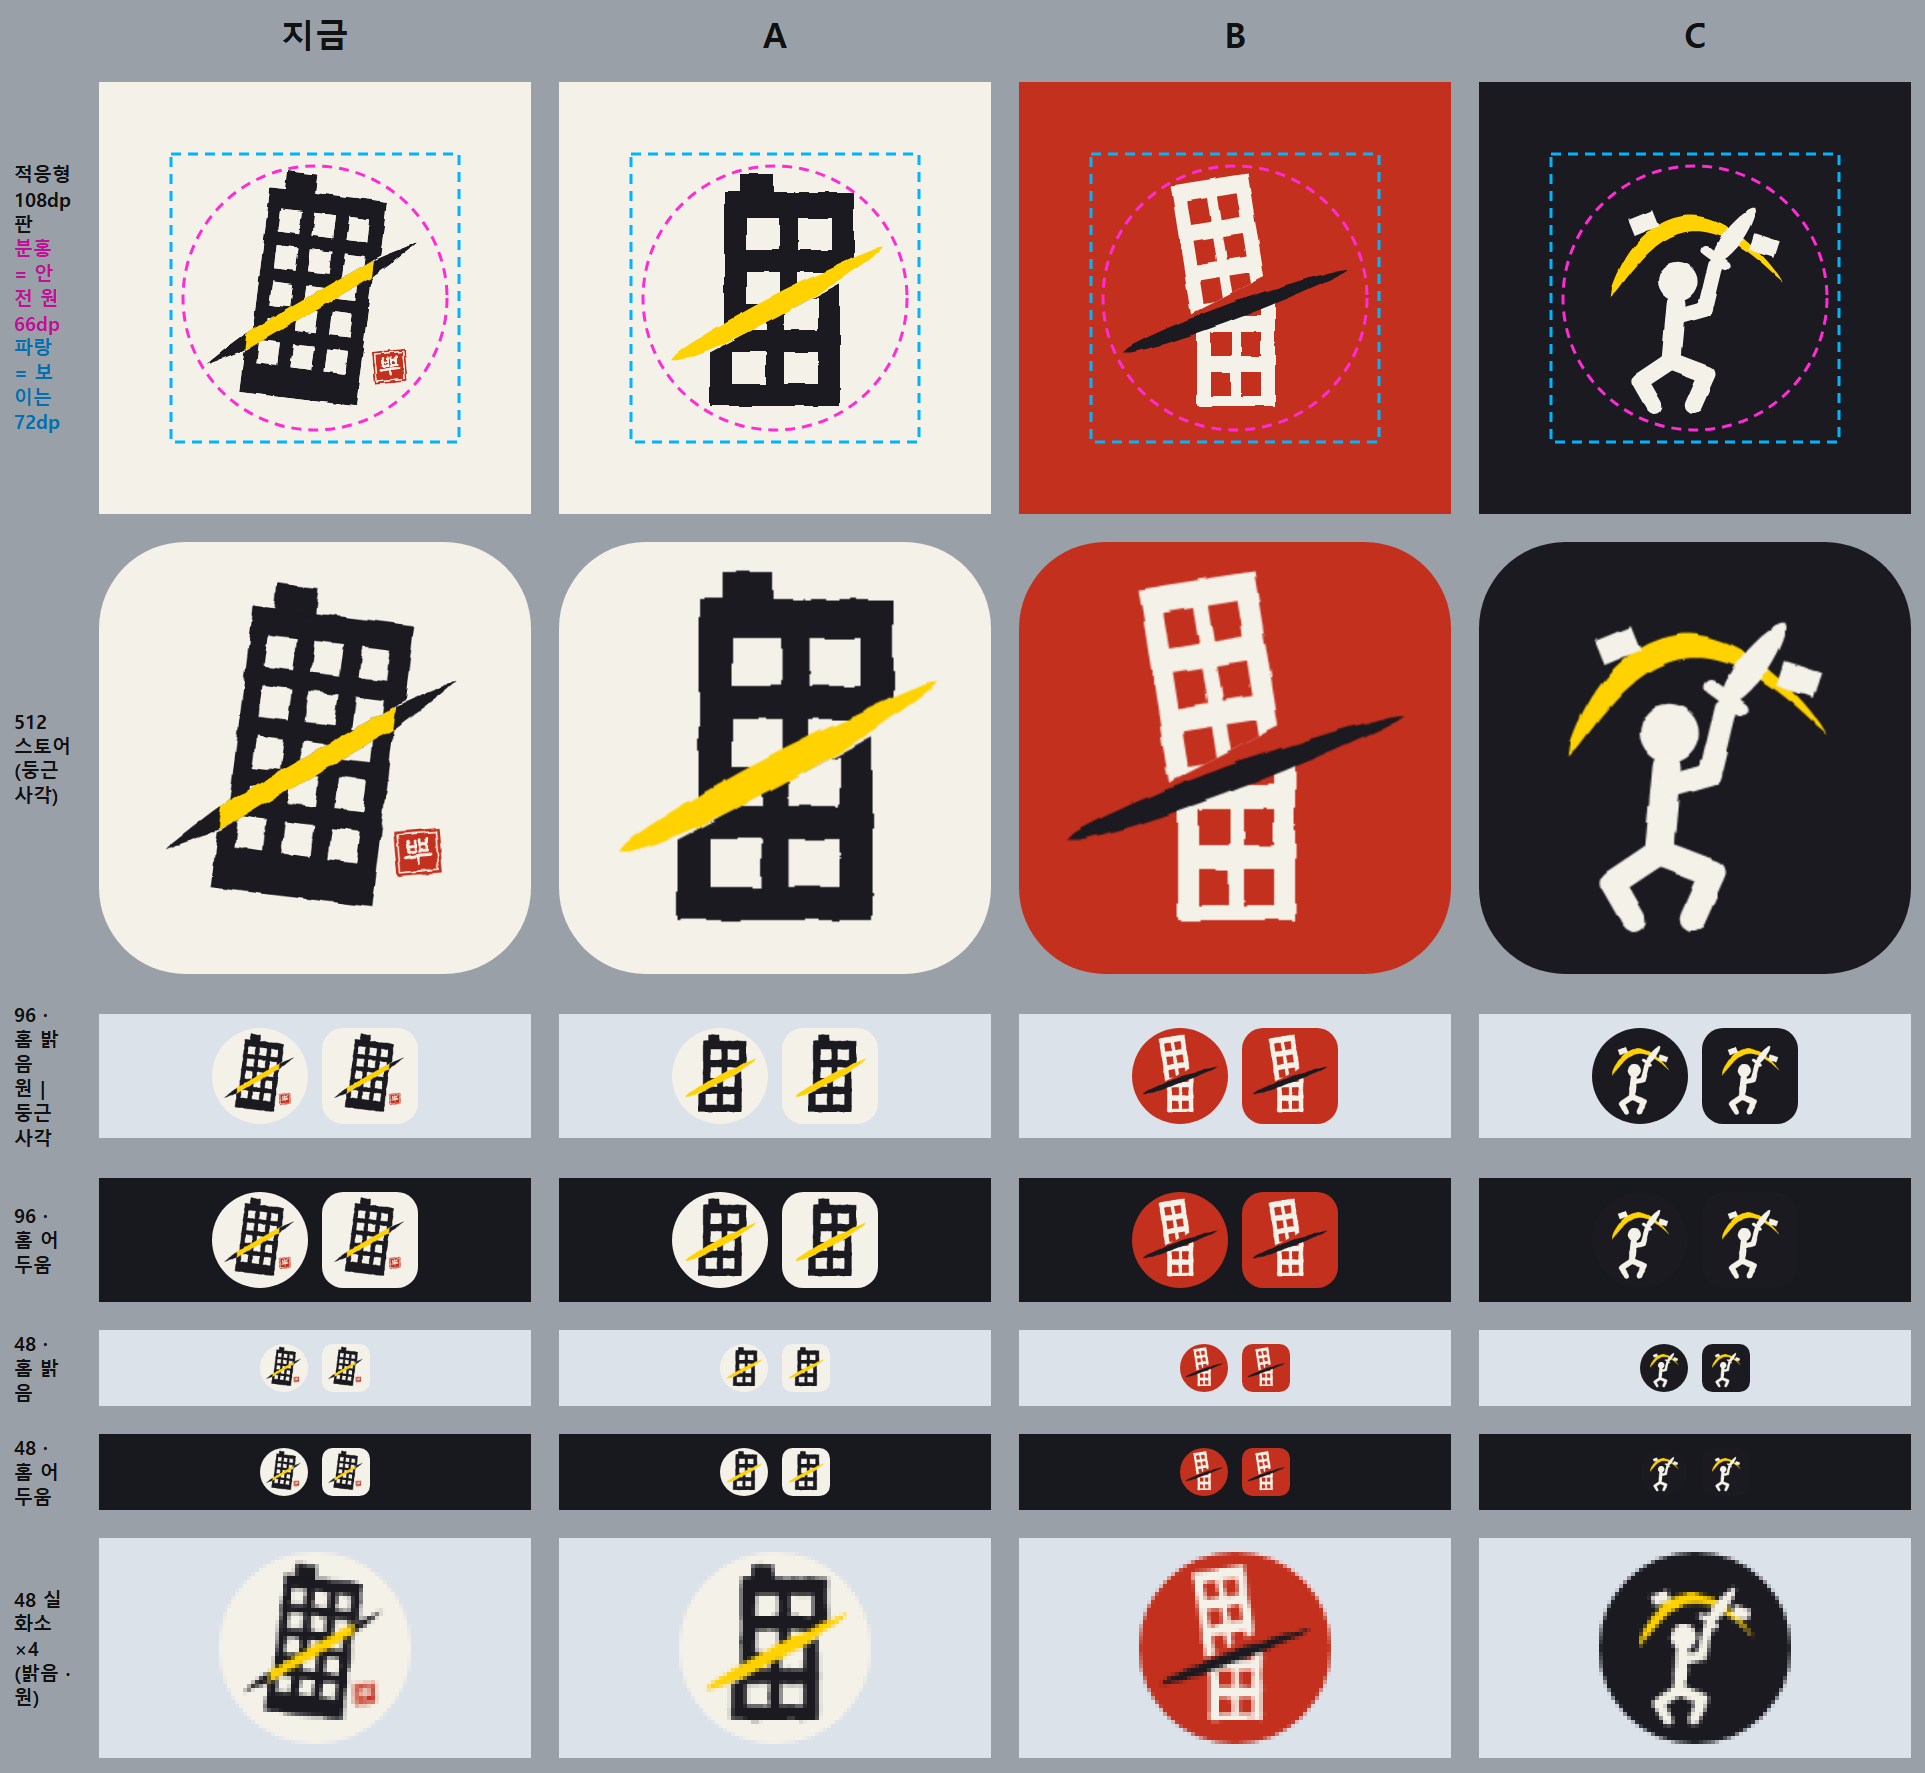 지금
A
B
C
적응형
108dp
판
분홍
= 안
전 원
66dp
파랑
= 보
이는
72dp
뿌
512
스토어
(둥근
사각)
뿌
96 ·
홈 밝
음
원 |
둥근
사각
96 ·
홈 어
두움
48 ·
홈 밝
음
48 ·
홈 어
두움
48 실
화소
×4
(밝음 ·
원)